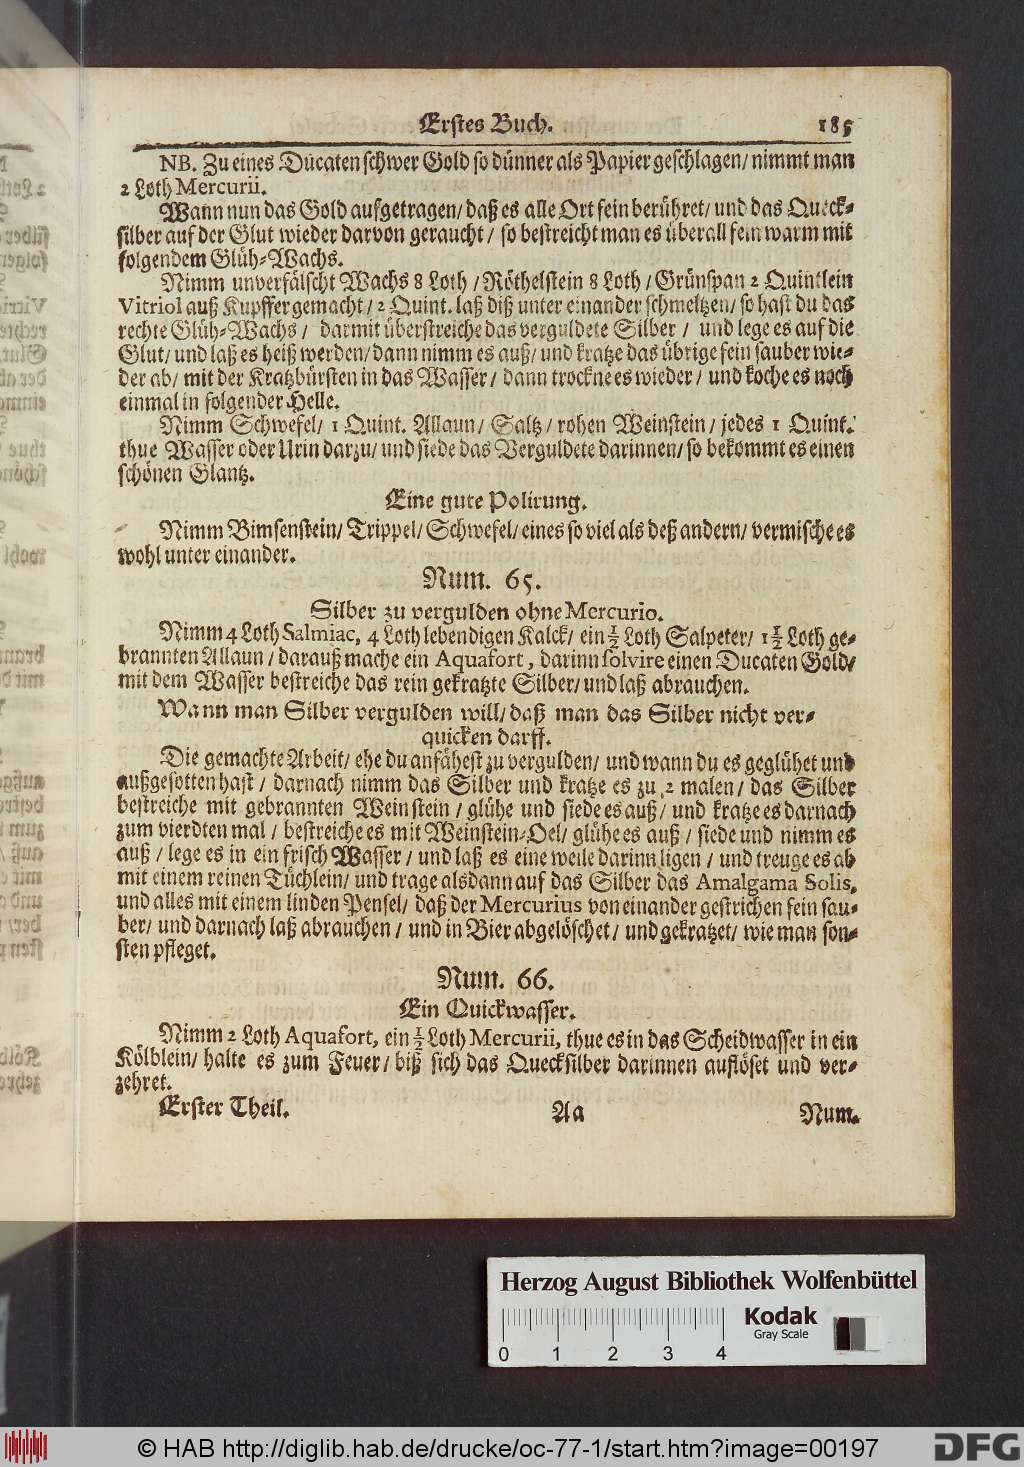 Erstes Buch. 185
NB. Zu eines Ducaten schwer Gold so dünner als Papier geschlagen/ nimmt man
2 Loth Mercurii.
Wann nun das Gold aufgetragen/ daß es alle Ort fein berühret/ und das Queck-
silber auf der Glut wieder darvon geraucht / so bestreicht man es überall fein warm mit
folgendem Glüh-Wachs.
Nimm unverfälscht Wachs 8 Loth / Röthelstein 8 Loth / Grünspan 2 Quintlein
Vitriol auß Kupffer gemacht / 2 Quint. laß diß unter einander schmeltzen/ so hast du das
rechte Glüh-Wachs / darmit überstreiche das verguldete Silber / und lege es auf die
Glut/ und laß es heiß werden/ dann nimm es auß/ und kratze das übrige fein sauber wie-
der ab/ mit der Kratzbürsten in das Wasser / dann trockne es wieder / und koche es noch
einmal in folgender Helle.
Nimm Schwefel/ 1 Quint. Allaun/ Saltz / rohen Weinstein / jedes 1 Quint.
thue Wasser oder Urin darzu/ und siede das Verguldete darinnen/ so bekommt es einen
schönen Glantz.
Eine gute Polirung.
Nimm Bimsenstein/ Trippel/ Schwefel/ eines so viel als deß andern/ vermische es
wohl unter einander.
Num. 65.
Silber zu vergulden ohne Mercurio.
Nimm 4 Loth Salmiac, 4 Loth lebendigen Kalck/ ein ½ Loth Salpeter/ 1½ Loth ge-
brannten Allaun / darauß mache ein Aquafort, darinn solvire einen Ducaten Gold/
mit dem Wasser bestreiche das rein gekratzte Silber/ und laß abrauchen.
Wann man Silber vergulden will/ daß man das Silber nicht ver-
quicken darff.
Die gemachte Arbeit/ ehe du anfähest zu vergulden/ und wann du es geglühet und
außgesotten hast / darnach nimm das Silber und kratze es zu 2 malen/ das Silber
bestreiche mit gebrannten Weinstein / glühe und siede es auß / und kratze es darnach
zum vierdten mal / bestreiche es mit Weinstein-Oel/ glühe es auß / siede und nimm es
auß / lege es in ein frisch Wasser / und laß es eine weile darinn ligen / und treuge es ab
mit einem reinen Tüchlein/ und trage alsdann auf das Silber das Amalgama Solis,
und alles mit einem linden Pensel/ daß der Mercurius von einander gestrichen fein sau-
ber/ und darnach laß abrauchen / und in Bier abgelöschet/ und gekratzet/ wie man son-
sten pfleget.
Num. 66.
Ein Quickwasser.
Nimm 2 Loth Aquafort, ein ½ Loth Mercurii, thue es in das Scheidwasser in ein
Kölblein/ halte es zum Feuer/ biß sich das Quecksilber darinnen auflöset und ver-
zehret.
Erster Theil. Aa Num.
Herzog August Bibliothek Wolfenbüttel
Kodak
Gray Scale
0 1 2 3 4
© HAB http://diglib.hab.de/drucke/oc-77-1/start.htm?image=00197
DFG